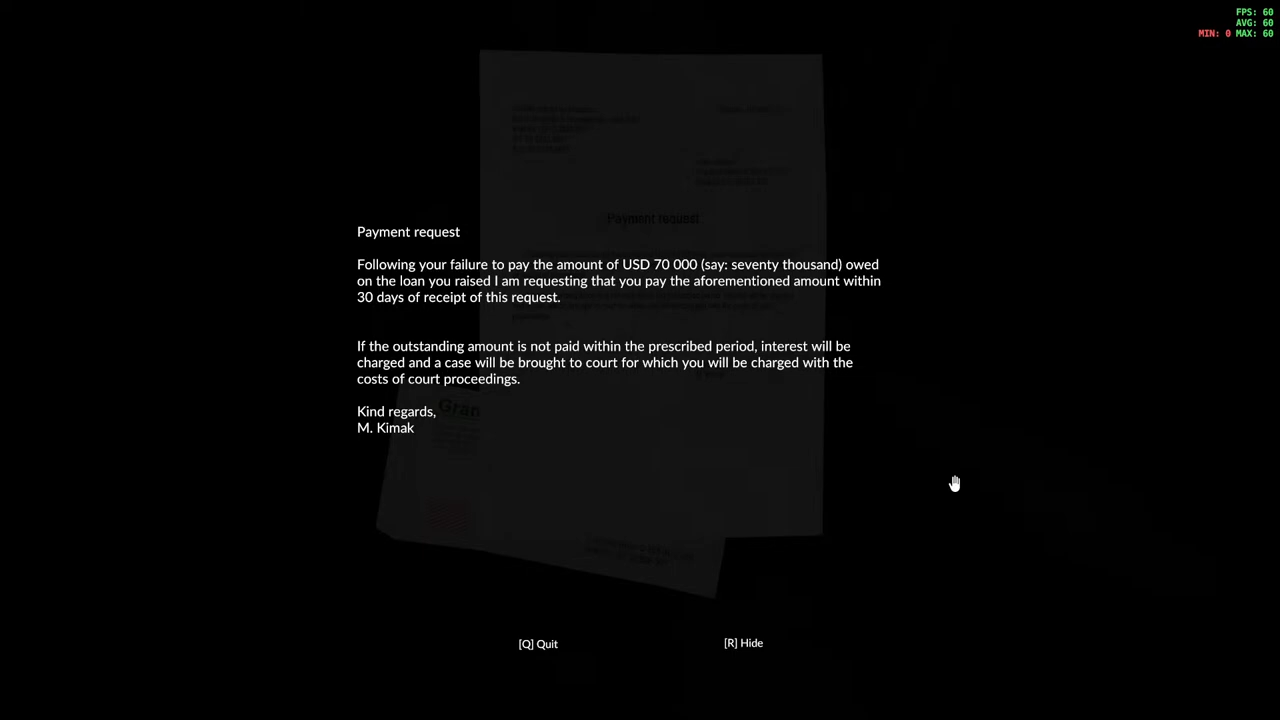 FPS: 60
AVG: 60
MIN: 0 MAX: 60
Payment request
Payment request
Following your failure to pay the amount of USD 70 000 (say: seventy thousand) owed
on the loan you raised I am requesting that you pay the aforementioned amount within
30 days of receipt of this request.
If the outstanding amount is not paid within the prescribed period, interest will be
charged and a case will be brought to court for which you will be charged with the
costs of court proceedings.
Kind regards,
M. Kimak
Gran
[Q] Quit
[R] Hide